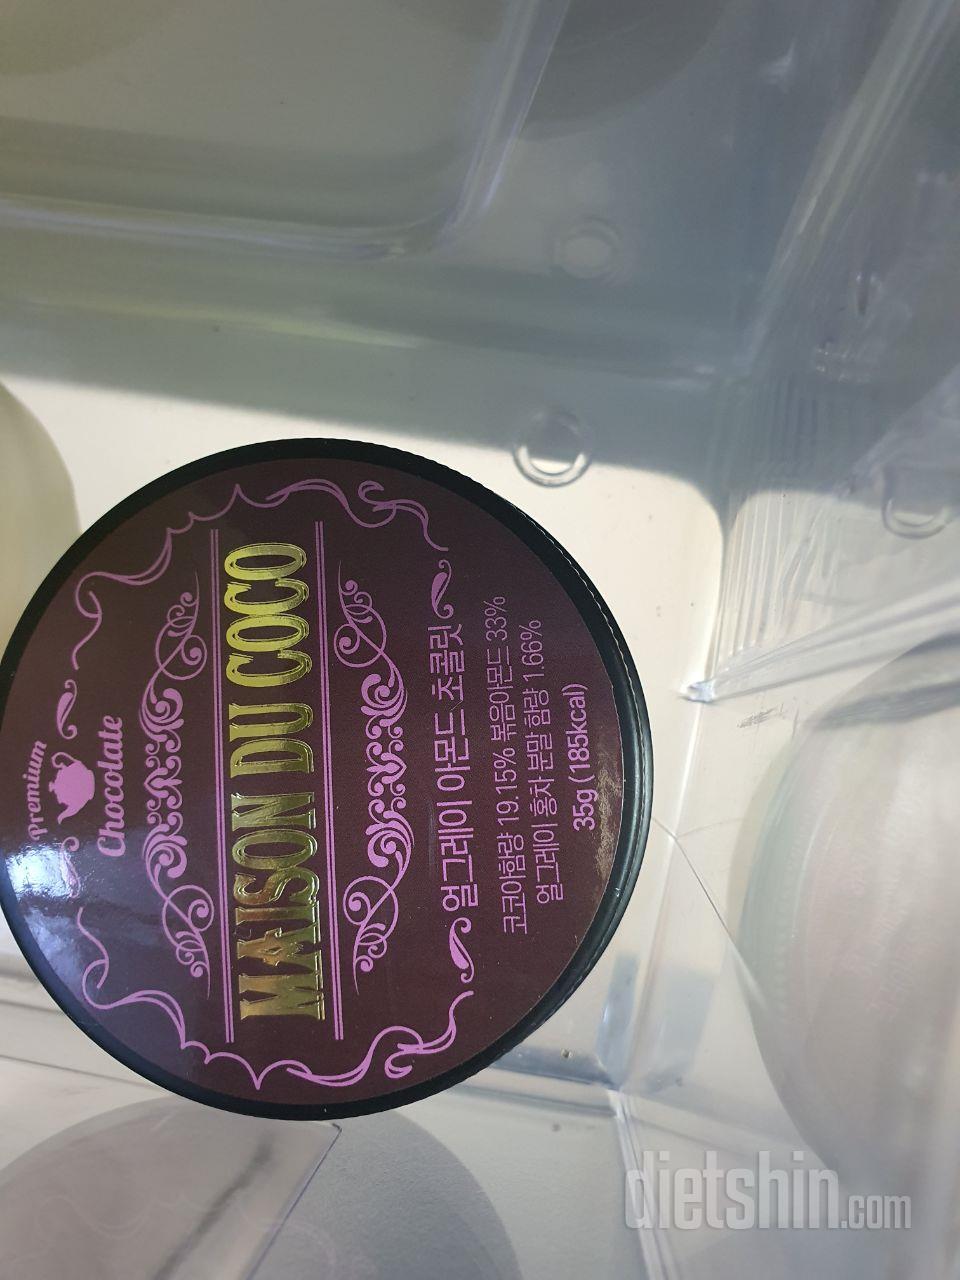 Premium
Chocolate
MAISON DU COCO
얼그레이 아몬드 초콜릿
코코아함량 19.15% 볶음아몬드 33%
얼그레이 홍차 분말 함량 1.66%
35g (185kcal)
dietshin.com